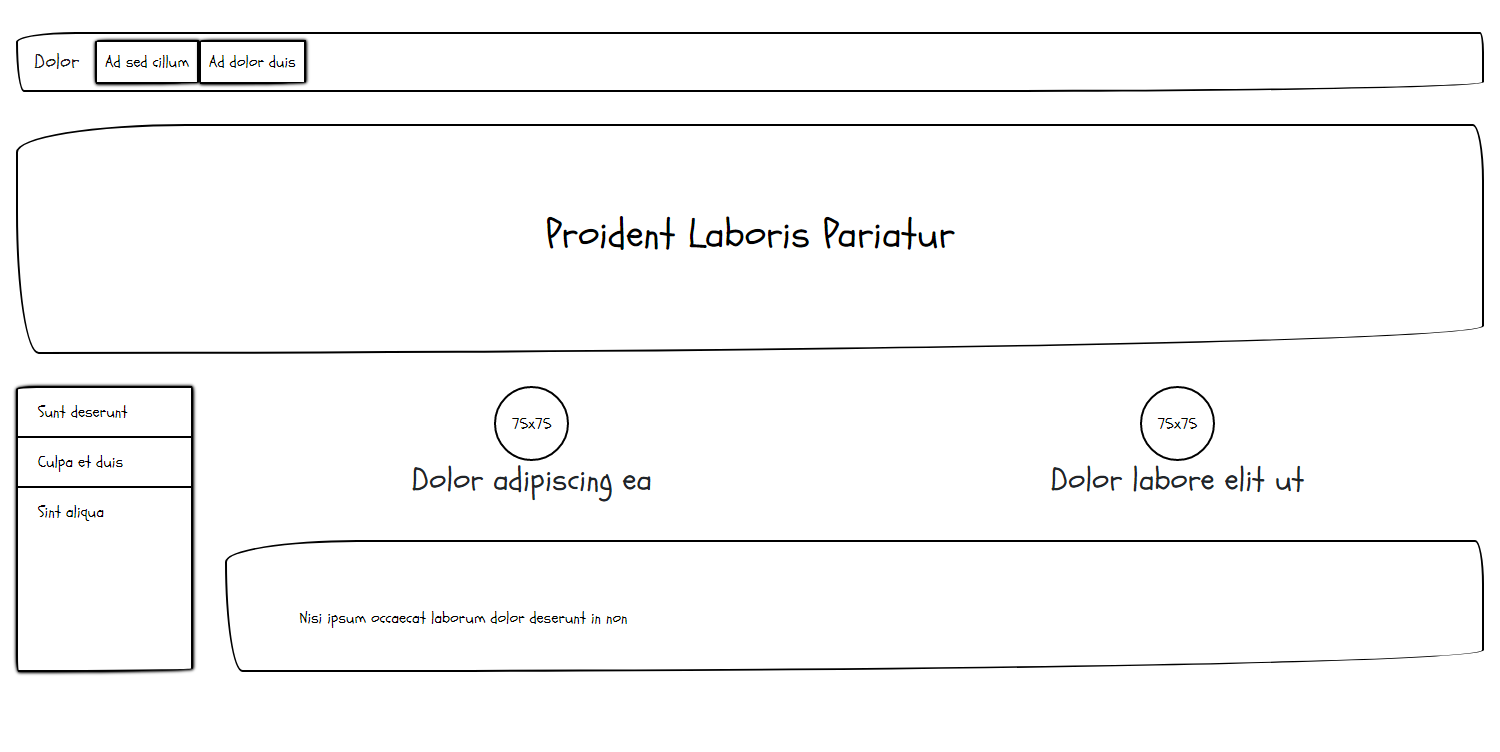 Dolor Ad sed cillum Ad dolor duis
Proident Laboris Pariatur
Sunt deserunt
Culpa et duis
Sint aliqua
75x75
Dolor adipiscing ea
75x75
Dolor labore elit ut
Nisi ipsum occaecat laborum dolor deserunt in non